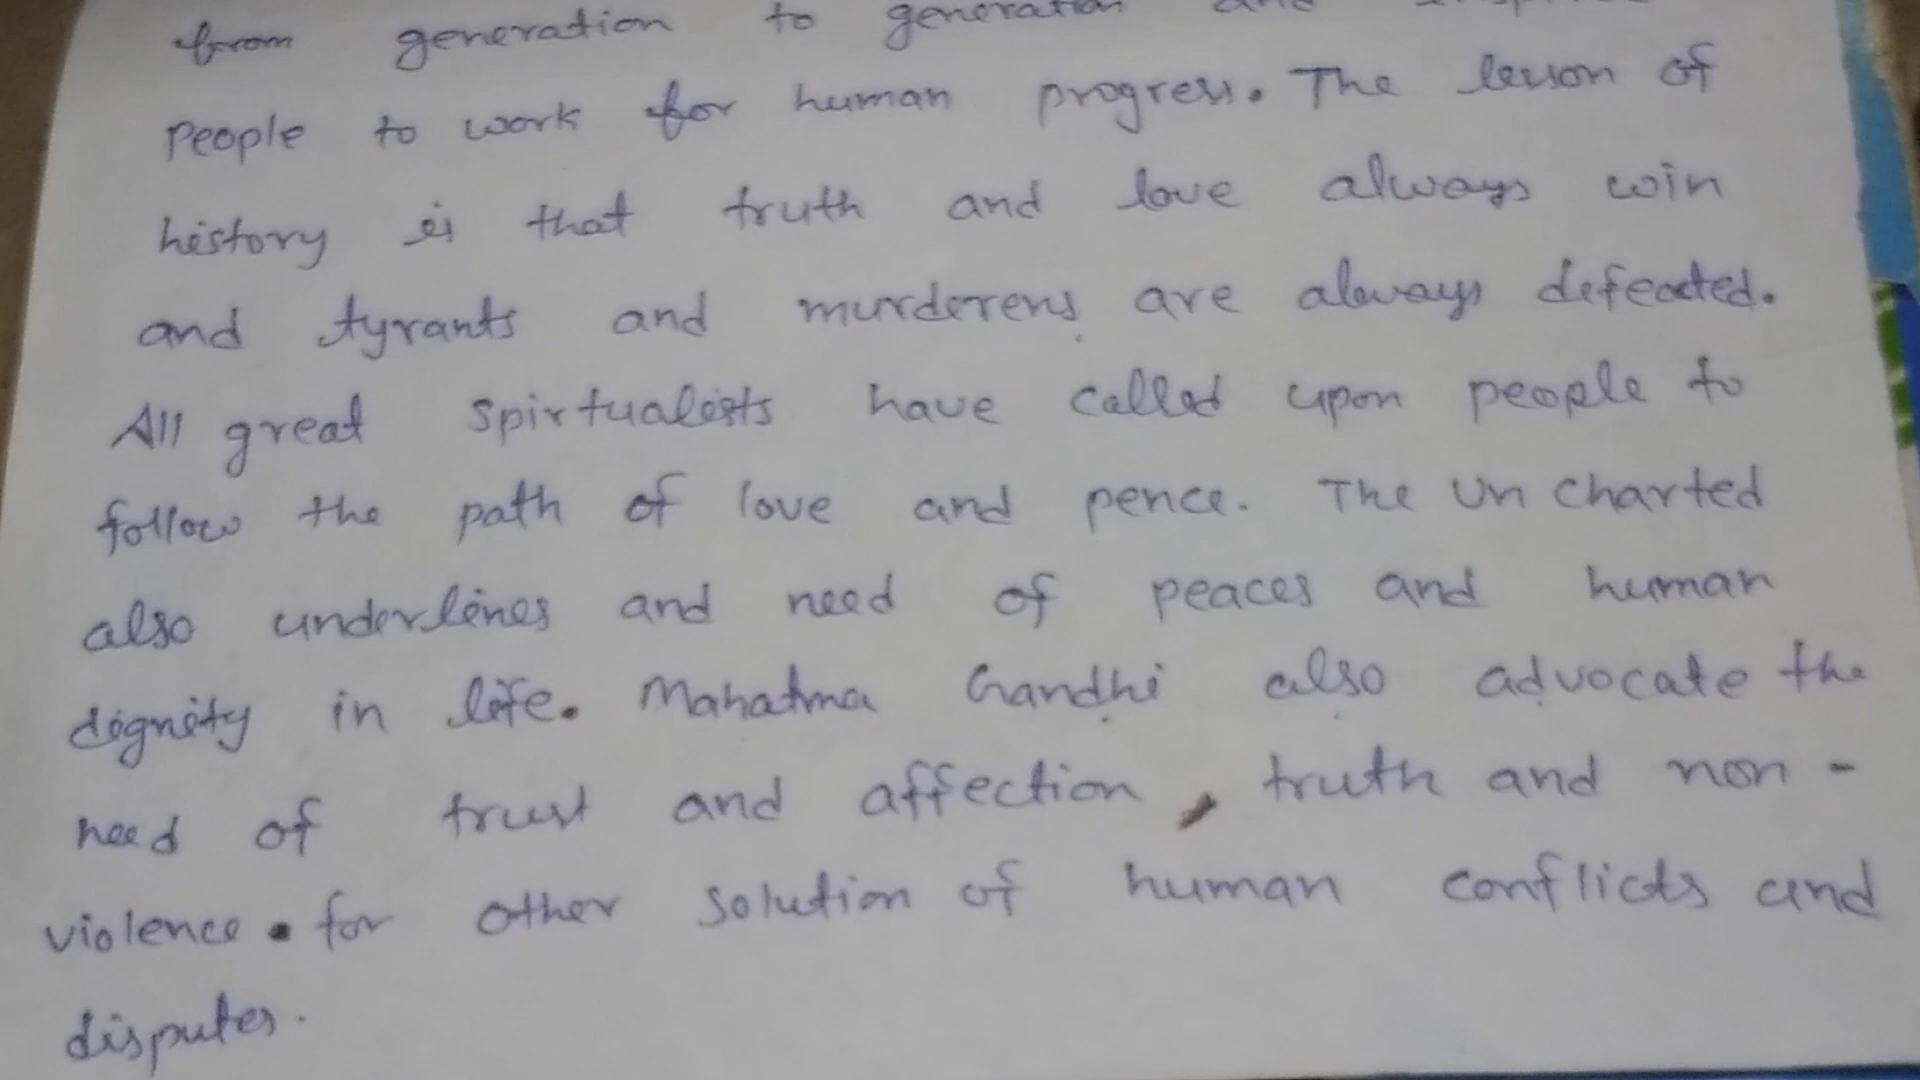 from generation to generation and
people to work for human progress. The lesson of
history is that truth and love always win
and tyrants and murderers are always defeated.
All great spirtualists have called upon people to
follow the path of love and pence. The Un charted
also underlines and need of peaces and human
dignity in life. Mahatma Gandhi also advocate the
need of trust and affection, truth and non-
violence. for other solution of human conflicts and
disputes.